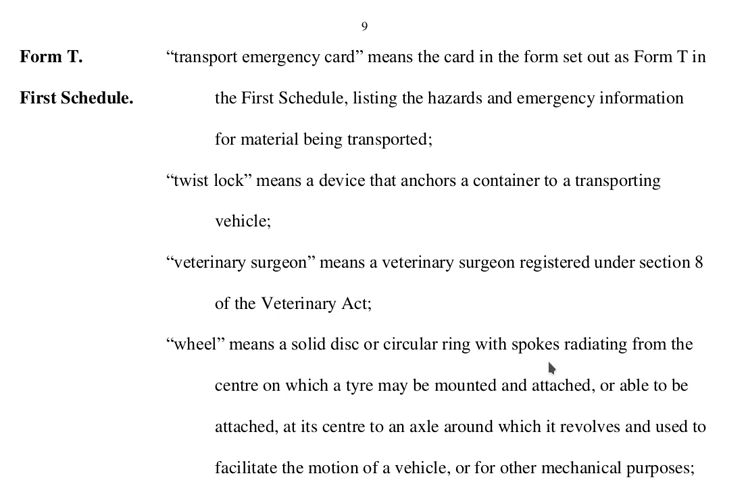 9
Form T.
“transport emergency card” means the card in the form set out as Form T in
First Schedule.
the First Schedule, listing the hazards and emergency information
for material being transported;
“twist lock” means a device that anchors a container to a transporting
vehicle;
“veterinary surgeon” means a veterinary surgeon registered under section 8
of the Veterinary Act;
“wheel” means a solid disc or circular ring with spokes radiating from the
centre on which a tyre may be mounted and attached, or able to be
attached, at its centre to an axle around which it revolves and used to
facilitate the motion of a vehicle, or for other mechanical purposes;